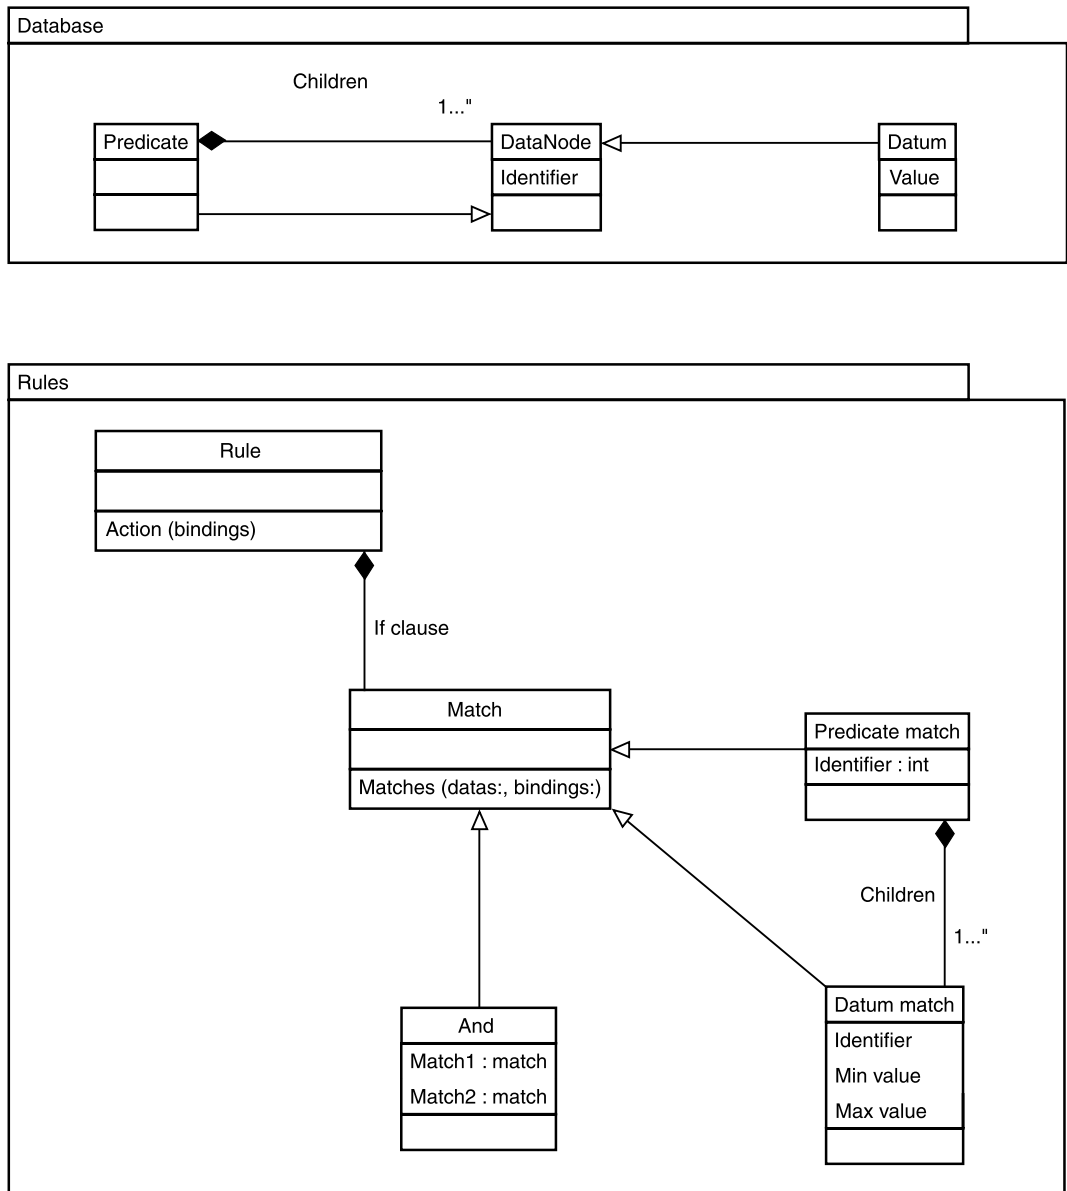 Database
Children
1..."
Predicate
DataNode
Identifier
Datum
Value
Rules
Rule
Action (bindings)
If clause
Match
Matches (datas:, bindings:)
Predicate match
Identifier : int
Children
1..."
And
Match1 : match
Match2 : match
Datum match
Identifier
Min value
Max value